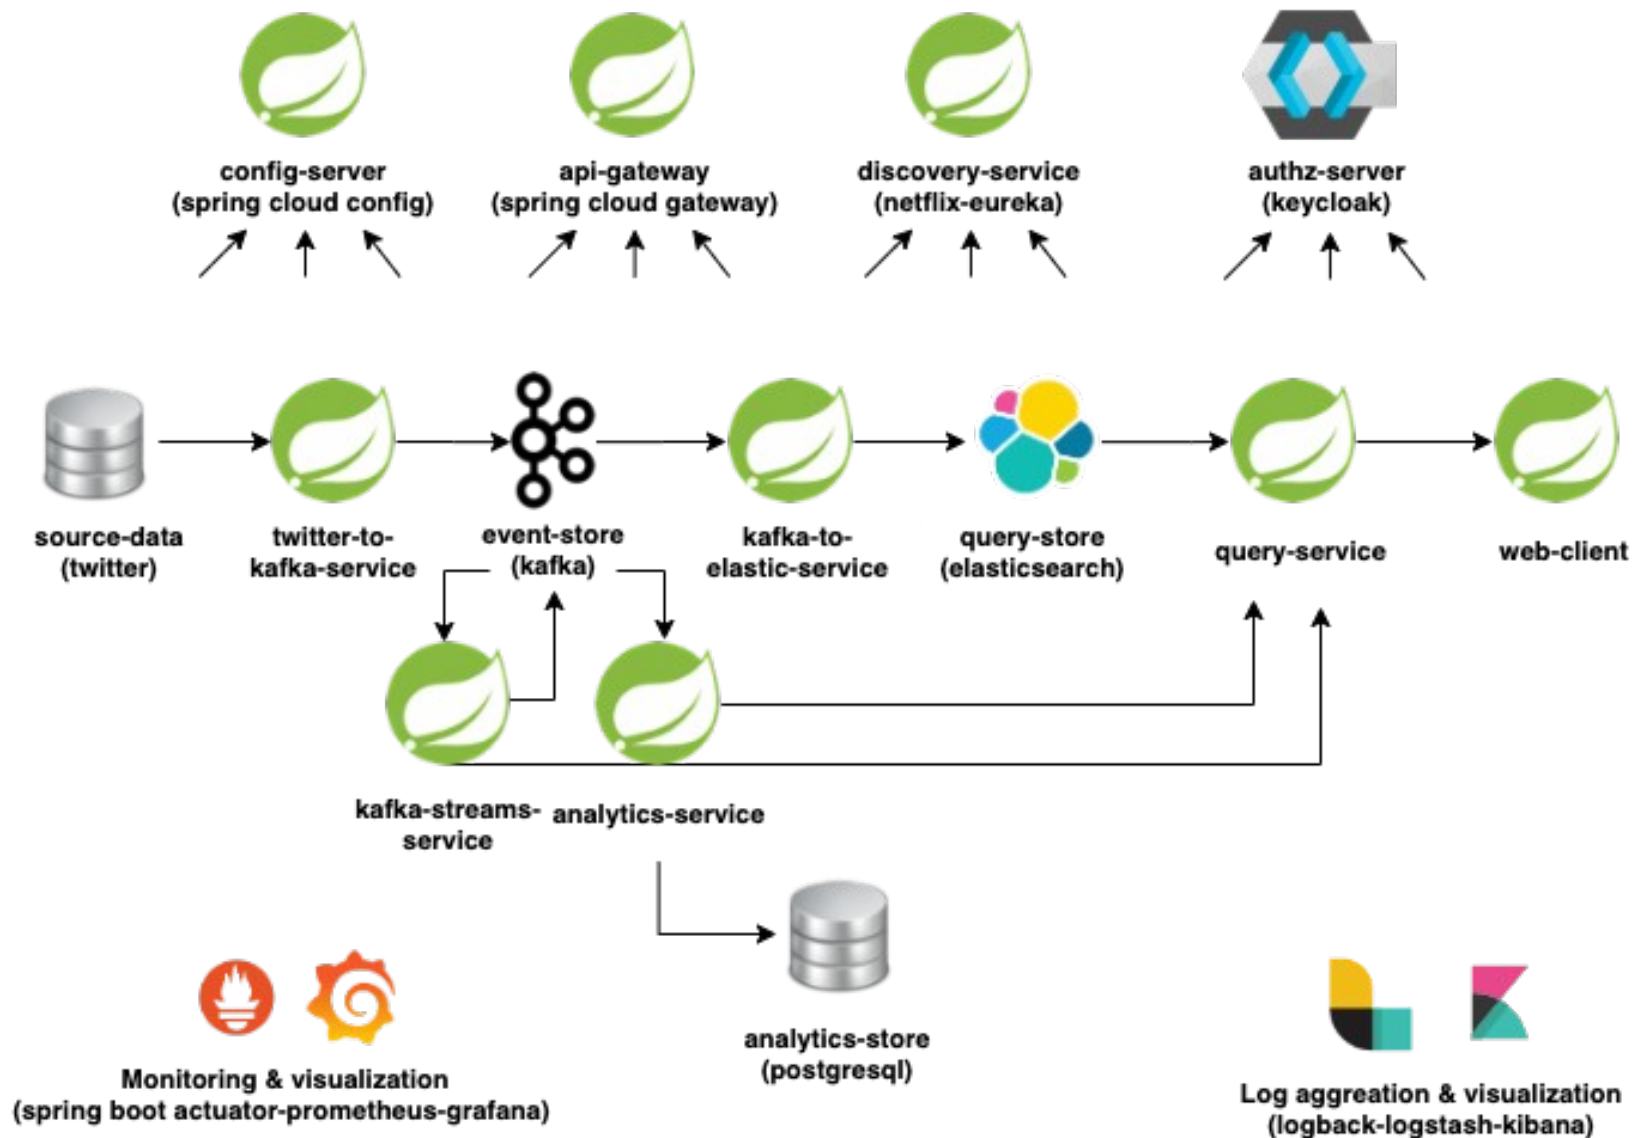 config-server
(spring cloud config)
api-gateway
(spring cloud gateway)
discovery-service
(netflix-eureka)
authz-server
(keycloak)
source-data
(twitter)
twitter-to-
kafka-service
event-store
(kafka)
kafka-to-
elastic-service
query-store
(elasticsearch)
query-service
web-client
kafka-streams-
service
analytics-service
analytics-store
(postgresql)
Monitoring & visualization
(spring boot actuator-prometheus-grafana)
Log aggreation & visualization
(logback-logstash-kibana)